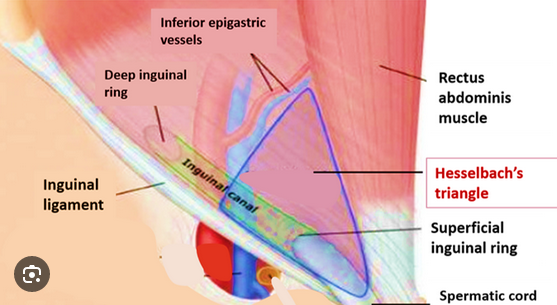 Inferior epigastric
vessels
Deep inguinal
ring
Rectus
abdominis
muscle
Inguinal canal
Hesselbach's
triangle
Inguinal
ligament
Superficial
inguinal ring
Spermatic cord